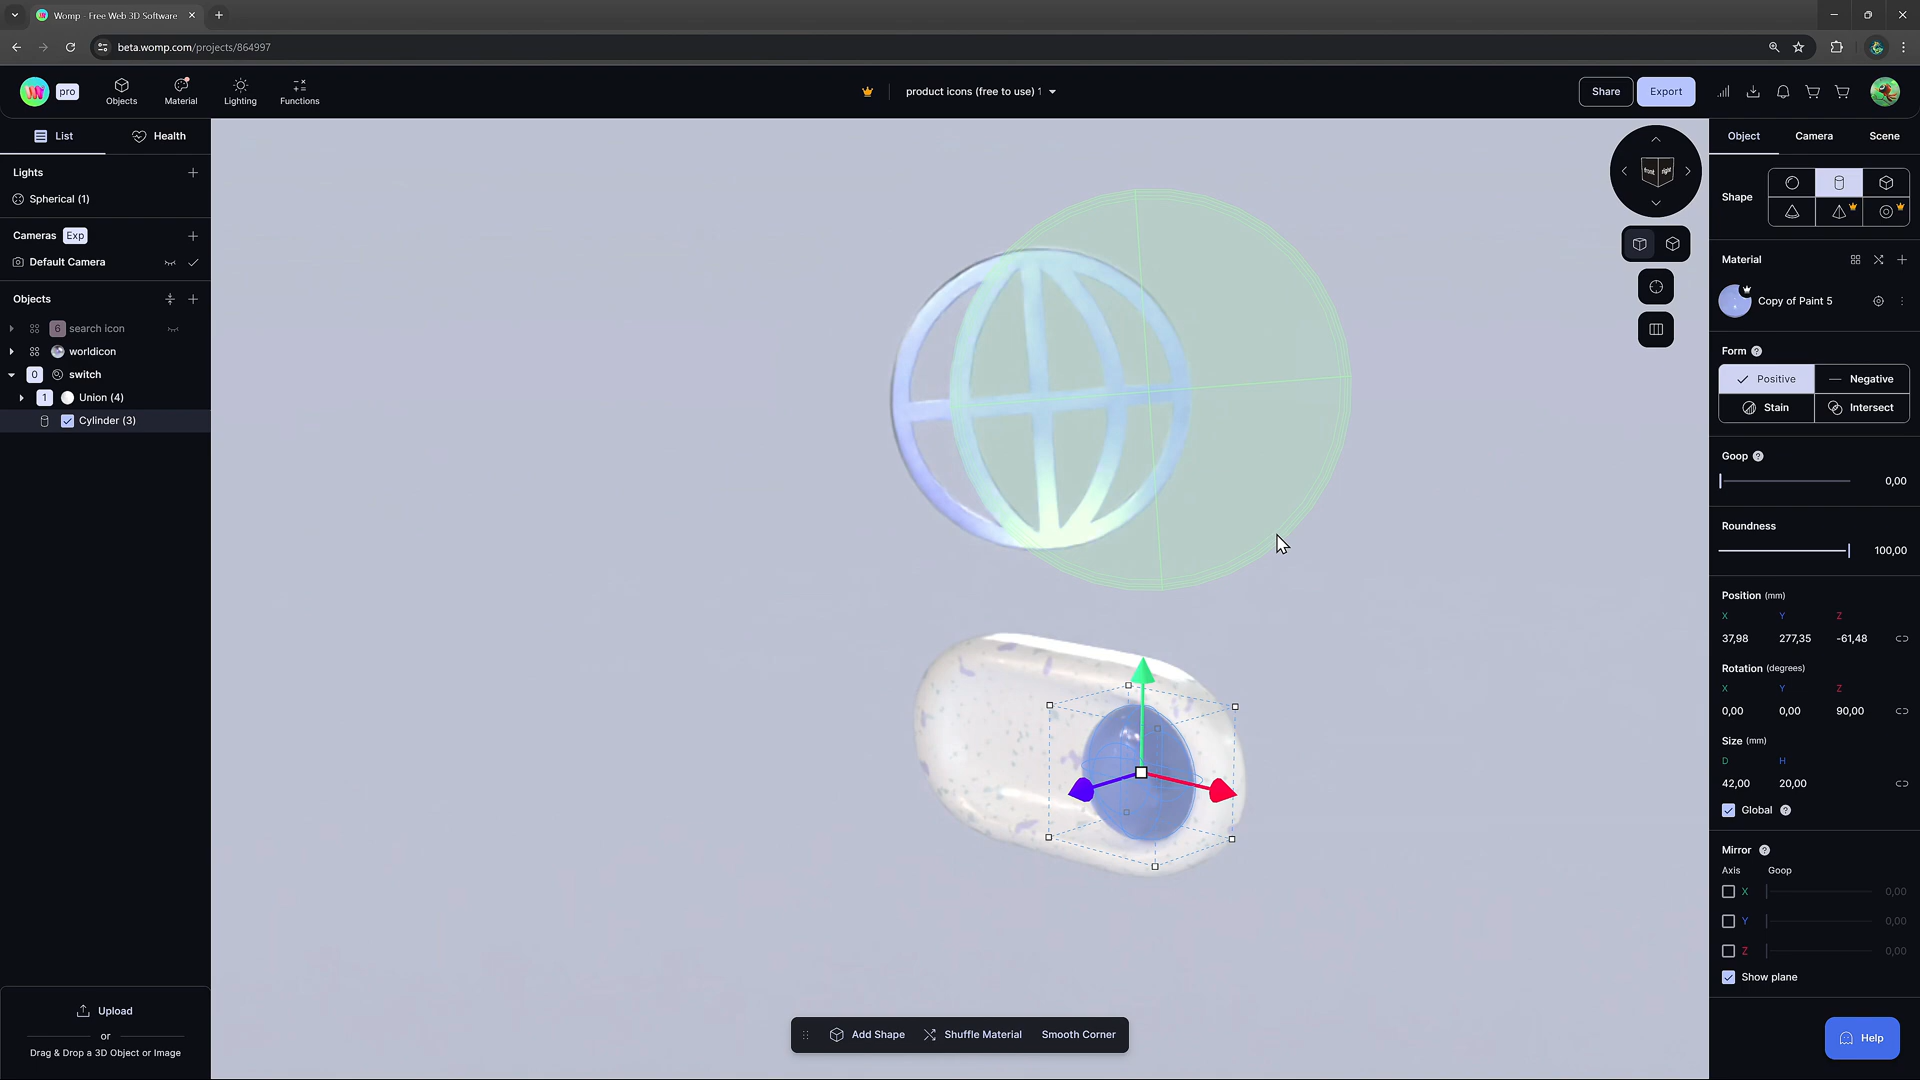 Womp - Free Web 3D Software
beta.womp.com/projects/864997
pro
Objects
Material
Lighting
Functions
product icons (free to use) 1
Share
Export
List
Health
Object
Camera
Scene
Lights
Spherical (1)
Cameras Exp
Default Camera
Objects
6 search icon
worldicon
0 switch
1 Union (4)
Cylinder (3)
front right
Shape
Material
Copy of Paint 5
Form
Positive
Negative
Stain
Intersect
Goop
0,00
Roundness
100,00
Position (mm)
X Y Z
37,98 277,35 -61,48
Rotation (degrees)
X Y Z
0,00 0,00 90,00
Size (mm)
D H
42,00 20,00
Global
Mirror
Axis Goop
X 0,00
Y 0,00
Z 0,00
Show plane
Upload
or
Drag & Drop a 3D Object or Image
Add Shape
Shuffle Material
Smooth Corner
Help